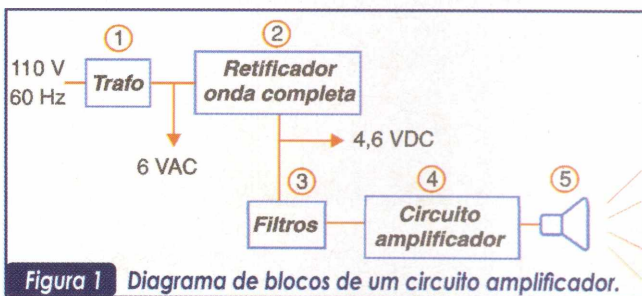 1
2
110 V
60 Hz
Trafo
Retificador
onda completa
6 VAC
4,6 VDC
3
4
5
Filtros
Circuito
amplificador
Figura 1 Diagrama de blocos de um circuito amplificador.